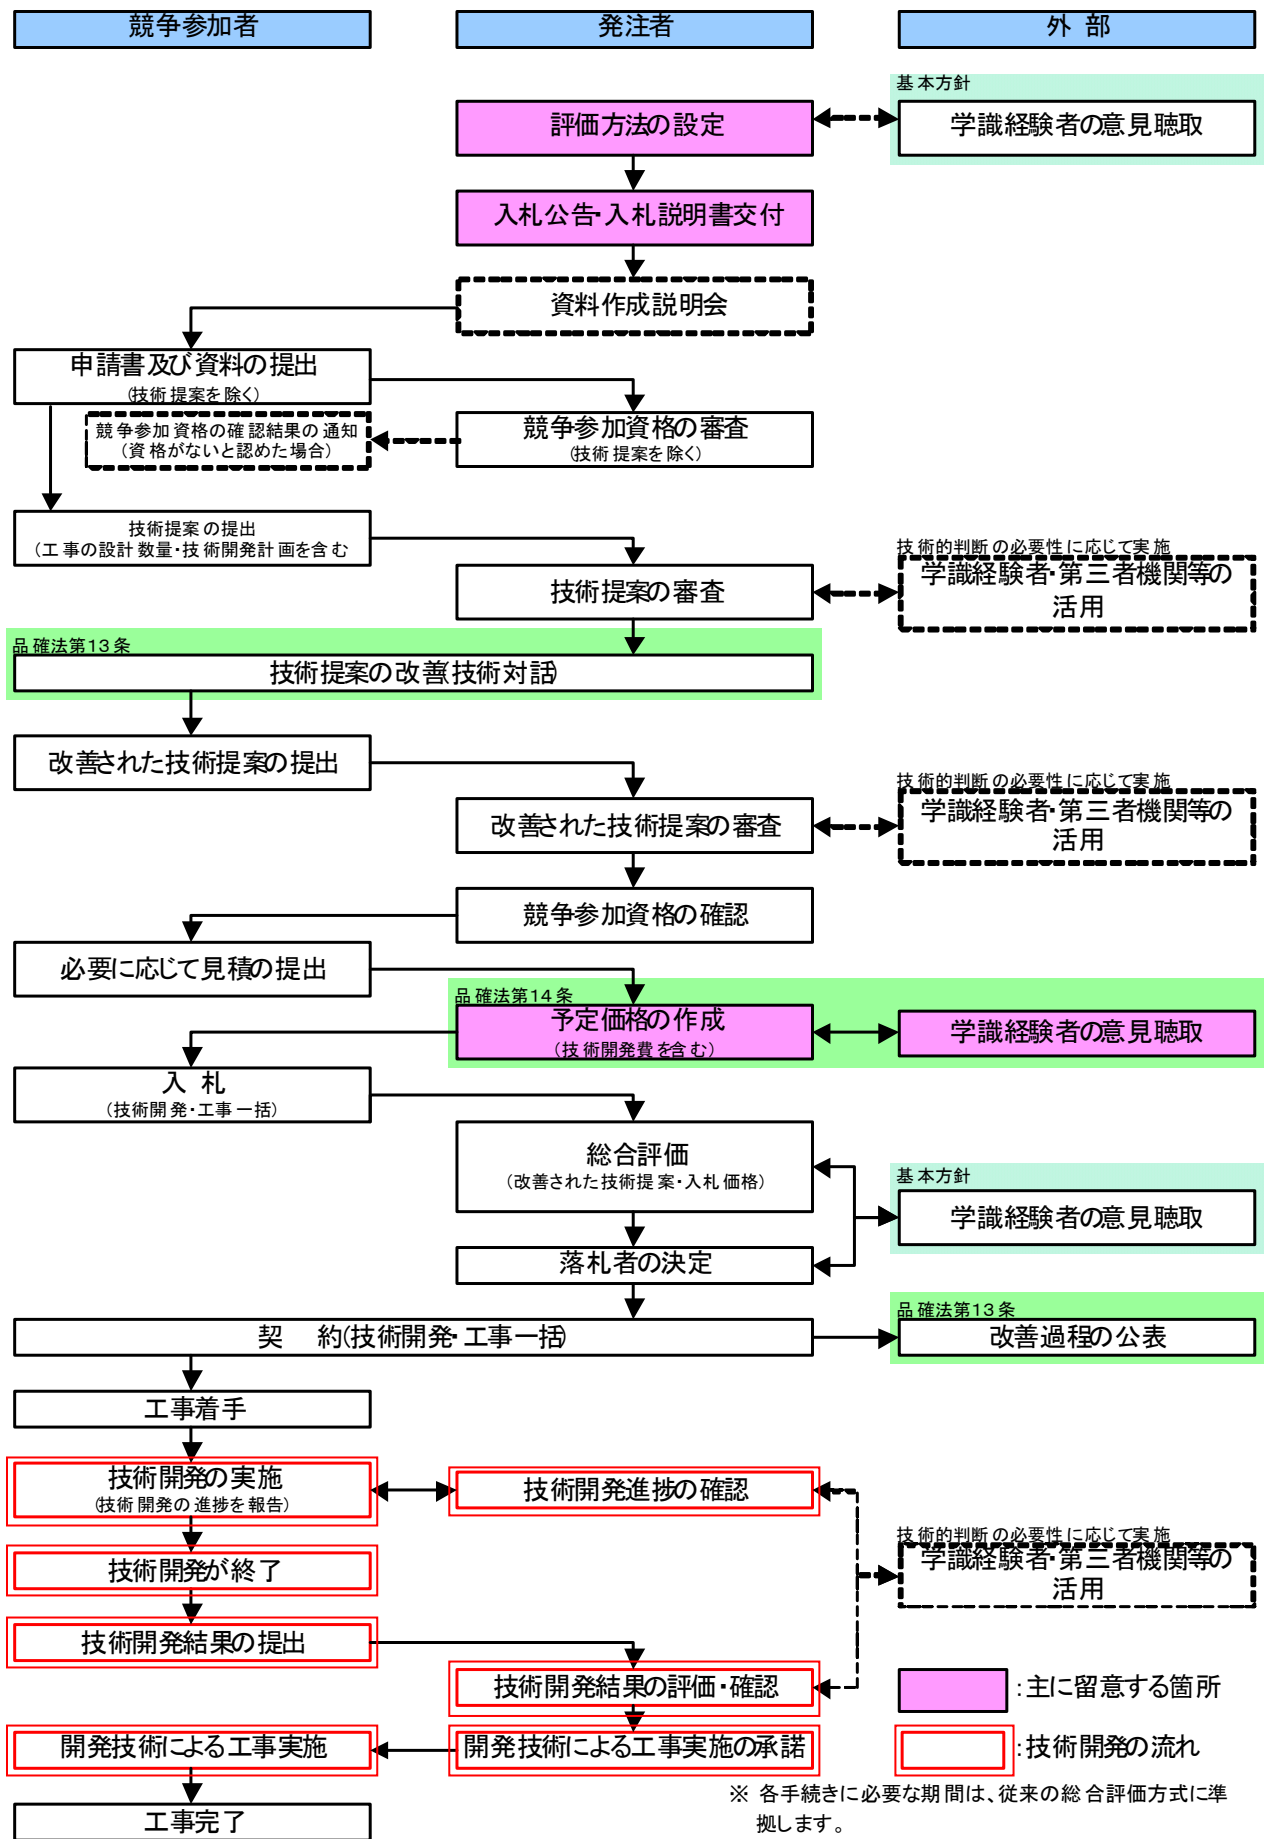 競争参加者
発注者
外 部
基本方針
評価方法の設定
学識経験者の意見聴取
入札公告・入札説明書交付
資料作成説明会
申請書及び資料の提出
(技術提案を除く)
競争参加資格の審査
(技術提案を除く)
競争参加資格の確認結果の通知
(資格がないと認めた場合)
技術提案の提出
(工事の設計数量・技術開発計画を含む
技術提案の審査
技術的判断の必要性に応じて実施
学識経験者・第三者機関等の
活用
品確法第13条
技術提案の改善(技術対話)
改善された技術提案の提出
改善された技術提案の審査
技術的判断の必要性に応じて実施
学識経験者・第三者機関等の
活用
競争参加資格の確認
必要に応じて見積の提出
品確法第14条
予定価格の作成
(技術開発費を含む)
学識経験者の意見聴取
入 札
(技術開発・工事一括)
総合評価
(改善された技術提案・入札価格)
基本方針
学識経験者の意見聴取
落札者の決定
品確法第13条
契 約(技術開発・工事一括)
改善過程の公表
工事着手
技術開発の実施
(技術開発の進捗を報告)
技術開発進捗の確認
技術的判断の必要性に応じて実施
学識経験者・第三者機関等の
活用
技術開発が終了
技術開発結果の提出
技術開発結果の評価・確認
:主に留意する箇所
開発技術による工事実施
開発技術による工事実施の承諾
:技術開発の流れ
※ 各手続きに必要な期間は、従来の総合評価方式に準
拠します。
工事完了